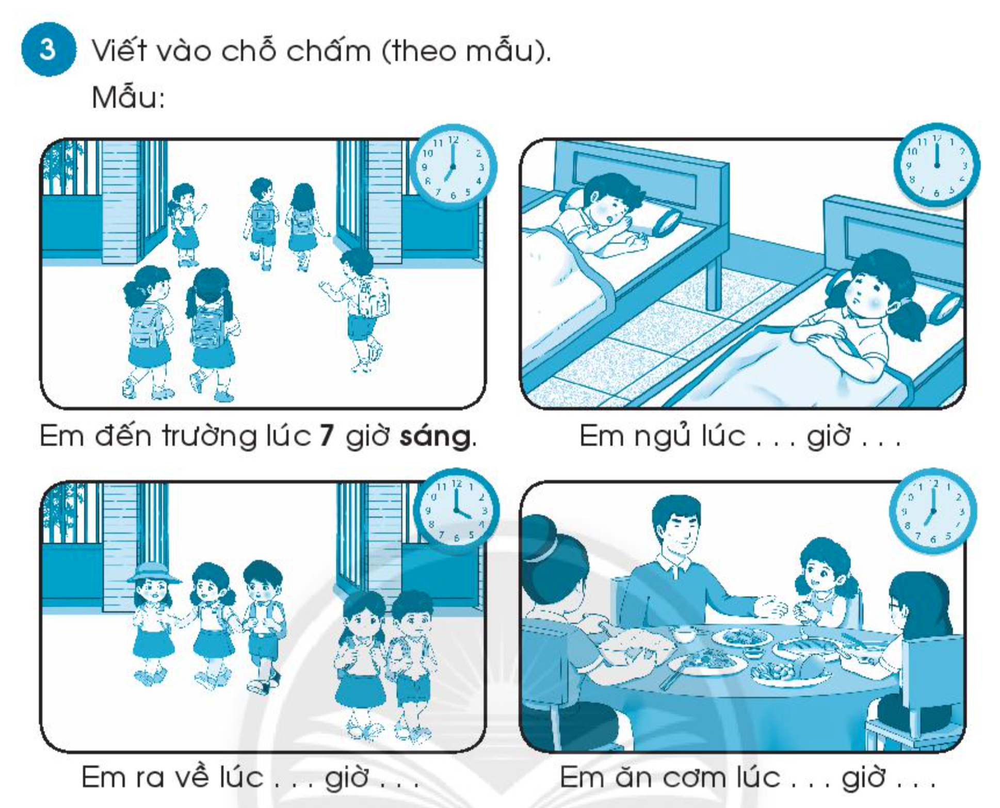 3 Viết vào chỗ chấm (theo mẫu).
Mẫu:
Em đến trường lúc 7 giờ sáng.
Em ngủ lúc . . . giờ . . .
Em ra về lúc . . . giờ . . .
Em ăn cơm lúc . . . giờ . . .